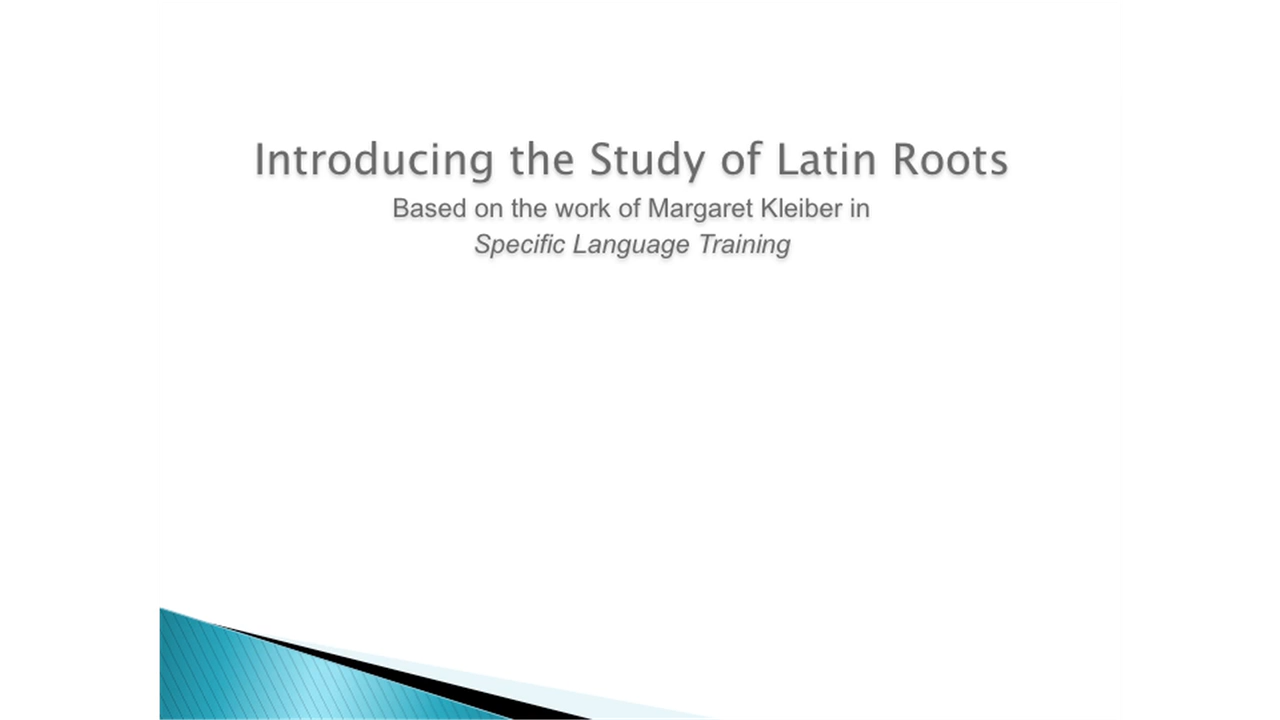 Introducing the Study of Latin Roots
Based on the work of Margaret Kleiber in
Specific Language Training